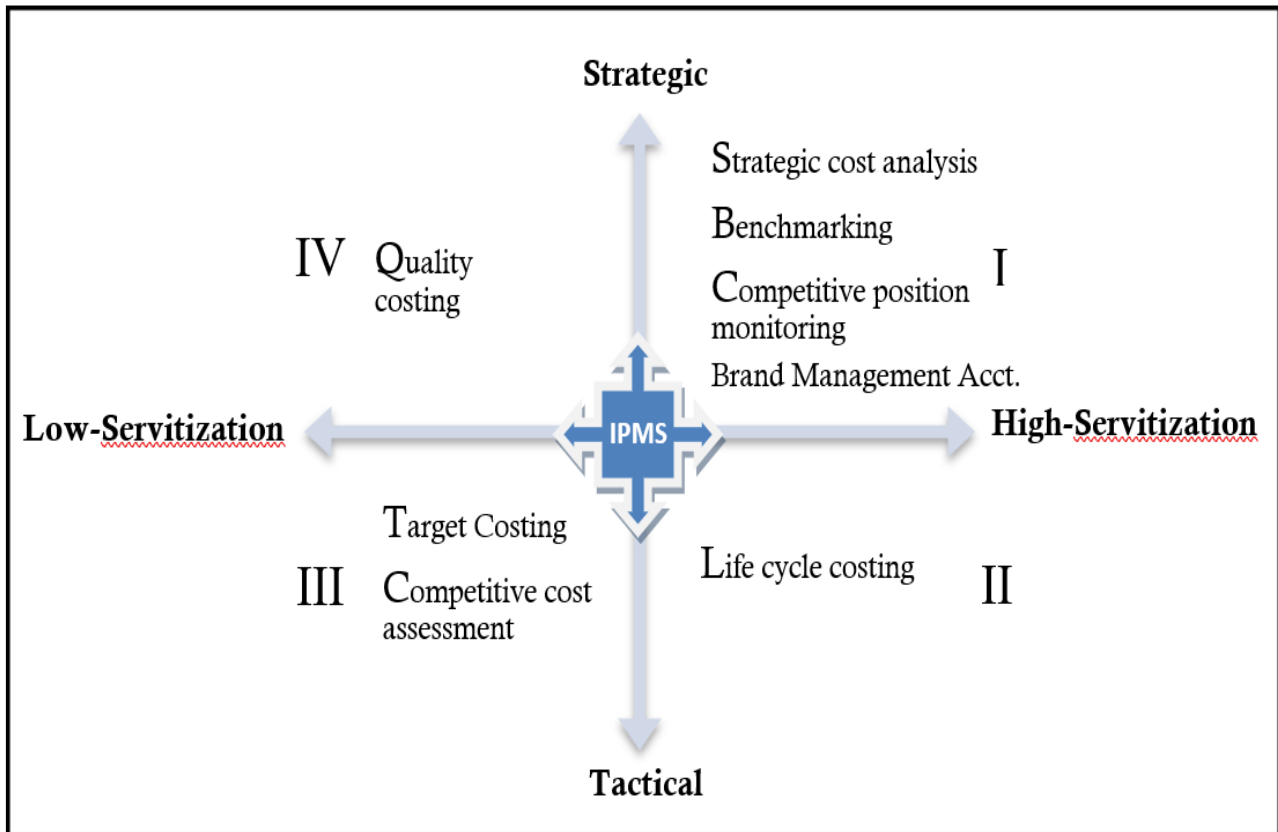 Strategic
Strategic cost analysis
Benchmarking
IV
Quality
costing
I
Competitive position
monitoring
Brand Management Acct.
Low-Servitization
IPMS
High-Servitization
Target Costing
III
Competitive cost
assessment
Life cycle costing
II
Tactical